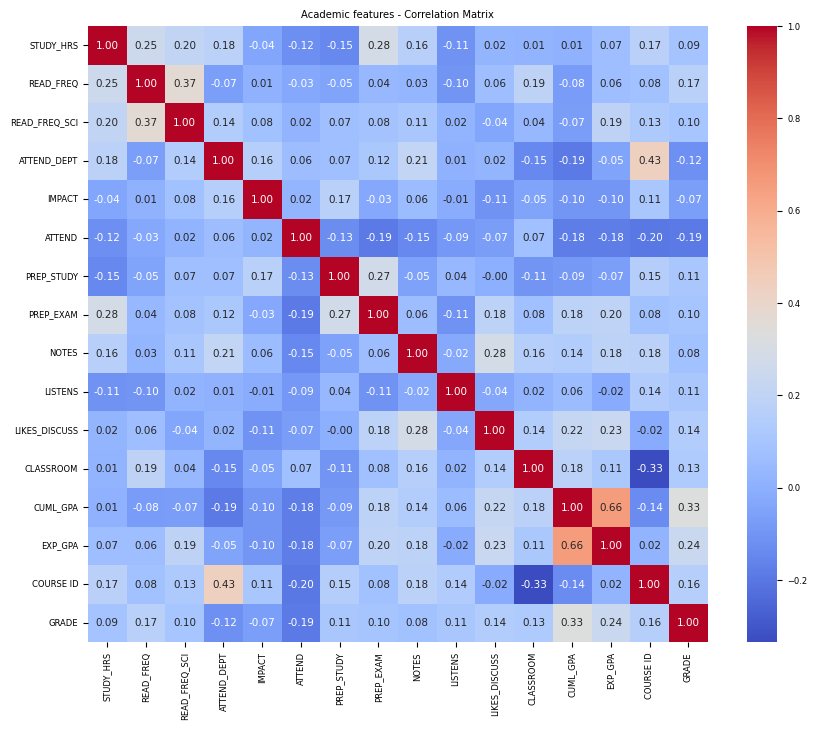 Academic features - Correlation Matrix
STUDY_HRS 1.00 0.25 0.20 0.18 -0.04 -0.12 -0.15 0.28 0.16 -0.11 0.02 0.01 0.01 0.07 0.17 0.09
READ_FREQ 0.25 1.00 0.37 -0.07 0.01 -0.03 -0.05 0.04 0.03 -0.10 0.06 0.19 -0.08 0.06 0.08 0.17
READ_FREQ_SCI 0.20 0.37 1.00 0.14 0.08 0.02 0.07 0.08 0.11 0.02 -0.04 0.04 -0.07 0.19 0.13 0.10
ATTEND_DEPT 0.18 -0.07 0.14 1.00 0.16 0.06 0.07 0.12 0.21 0.01 0.02 -0.15 -0.19 -0.05 0.43 -0.12
IMPACT -0.04 0.01 0.08 0.16 1.00 0.02 0.17 -0.03 0.06 -0.01 -0.11 -0.05 -0.10 -0.10 0.11 -0.07
ATTEND -0.12 -0.03 0.02 0.06 0.02 1.00 -0.13 -0.19 -0.15 -0.09 -0.07 0.07 -0.18 -0.18 -0.20 -0.19
PREP_STUDY -0.15 -0.05 0.07 0.07 0.17 -0.13 1.00 0.27 -0.05 0.04 -0.00 -0.11 -0.09 -0.07 0.15 0.11
PREP_EXAM 0.28 0.04 0.08 0.12 -0.03 -0.19 0.27 1.00 0.06 -0.11 0.18 0.08 0.18 0.20 0.08 0.10
NOTES 0.16 0.03 0.11 0.21 0.06 -0.15 -0.05 0.06 1.00 -0.02 0.28 0.16 0.14 0.18 0.18 0.08
LISTENS -0.11 -0.10 0.02 0.01 -0.01 -0.09 0.04 -0.11 -0.02 1.00 -0.04 0.02 0.06 -0.02 0.14 0.11
LIKES_DISCUSS 0.02 0.06 -0.04 0.02 -0.11 -0.07 -0.00 0.18 0.28 -0.04 1.00 0.14 0.22 0.23 -0.02 0.14
CLASSROOM 0.01 0.19 0.04 -0.15 -0.05 0.07 -0.11 0.08 0.16 0.02 0.14 1.00 0.18 0.11 -0.33 0.13
CUML_GPA 0.01 -0.08 -0.07 -0.19 -0.10 -0.18 -0.09 0.18 0.14 0.06 0.22 0.18 1.00 0.66 -0.14 0.33
EXP_GPA 0.07 0.06 0.19 -0.05 -0.10 -0.18 -0.07 0.20 0.18 -0.02 0.23 0.11 0.66 1.00 0.02 0.24
COURSE ID 0.17 0.08 0.13 0.43 0.11 -0.20 0.15 0.08 0.18 0.14 -0.02 -0.33 -0.14 0.02 1.00 0.16
GRADE 0.09 0.17 0.10 -0.12 -0.07 -0.19 0.11 0.10 0.08 0.11 0.14 0.13 0.33 0.24 0.16 1.00
STUDY_HRS READ_FREQ READ_FREQ_SCI ATTEND_DEPT IMPACT ATTEND PREP_STUDY PREP_EXAM NOTES LISTENS LIKES_DISCUSS CLASSROOM CUML_GPA EXP_GPA COURSE ID GRADE
1.0
0.8
0.6
0.4
0.2
0.0
−0.2